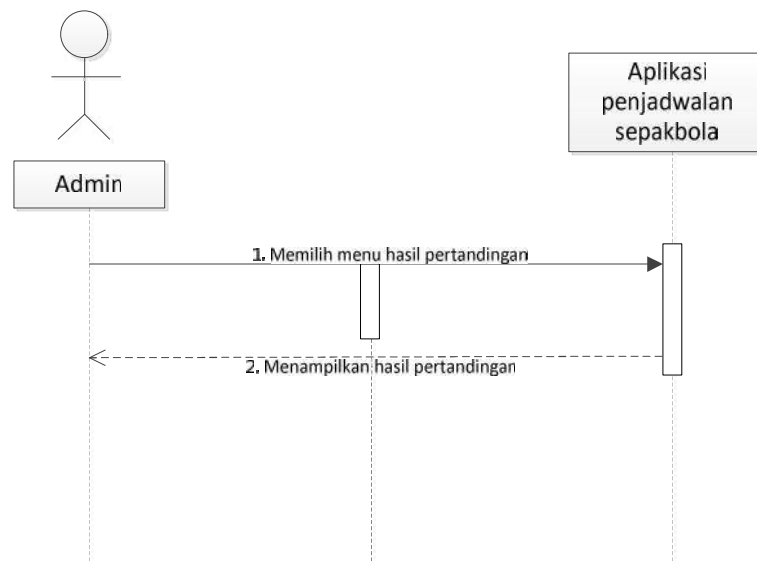 Aplikasi
penjadwalan
sepakbola
Admin
1. Memilih menu hasil pertandingan
2. Menampilkan hasil pertandingan